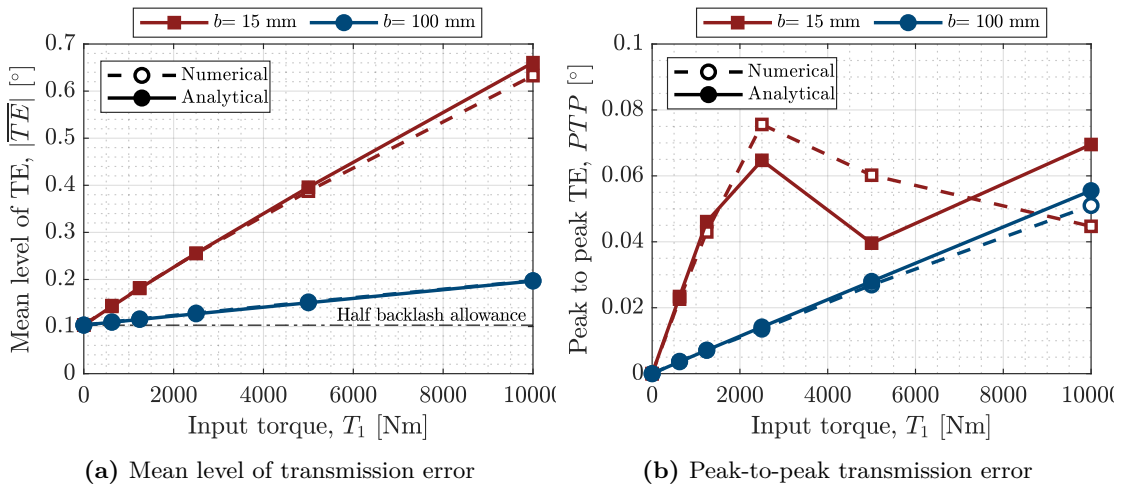 b= 15 mm b= 100 mm
b= 15 mm b= 100 mm
0.7
0.6
0.5
0.4
0.3
0.2
0.1
0
Mean level of TE, |TE| [°]
Numerical
Analytical
Half backlash allowance
0 2000 4000 6000 8000 10000
Input torque, T₁ [Nm]
0.1
0.08
0.06
0.04
0.02
0
Peak to peak TE, PTP [°]
Numerical
Analytical
0 2000 4000 6000 8000 10000
Input torque, T₁ [Nm]
(a) Mean level of transmission error
(b) Peak-to-peak transmission error